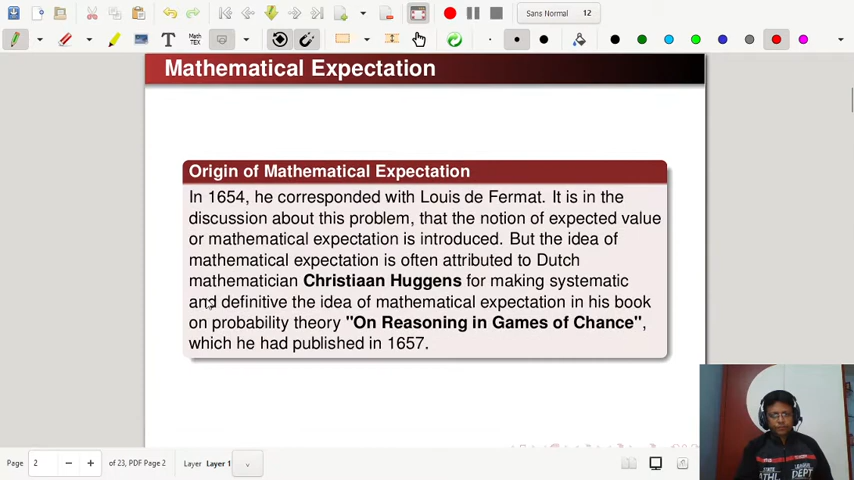 Sans Normal 12
T Math TEX
Mathematical Expectation
Origin of Mathematical Expectation
In 1654, he corresponded with Louis de Fermat. It is in the
discussion about this problem, that the notion of expected value
or mathematical expectation is introduced. But the idea of
mathematical expectation is often attributed to Dutch
mathematician Christiaan Huggens for making systematic
and definitive the idea of mathematical expectation in his book
on probability theory "On Reasoning in Games of Chance",
which he had published in 1657.
Page 2 of 23, PDF Page 2 Layer Layer 1